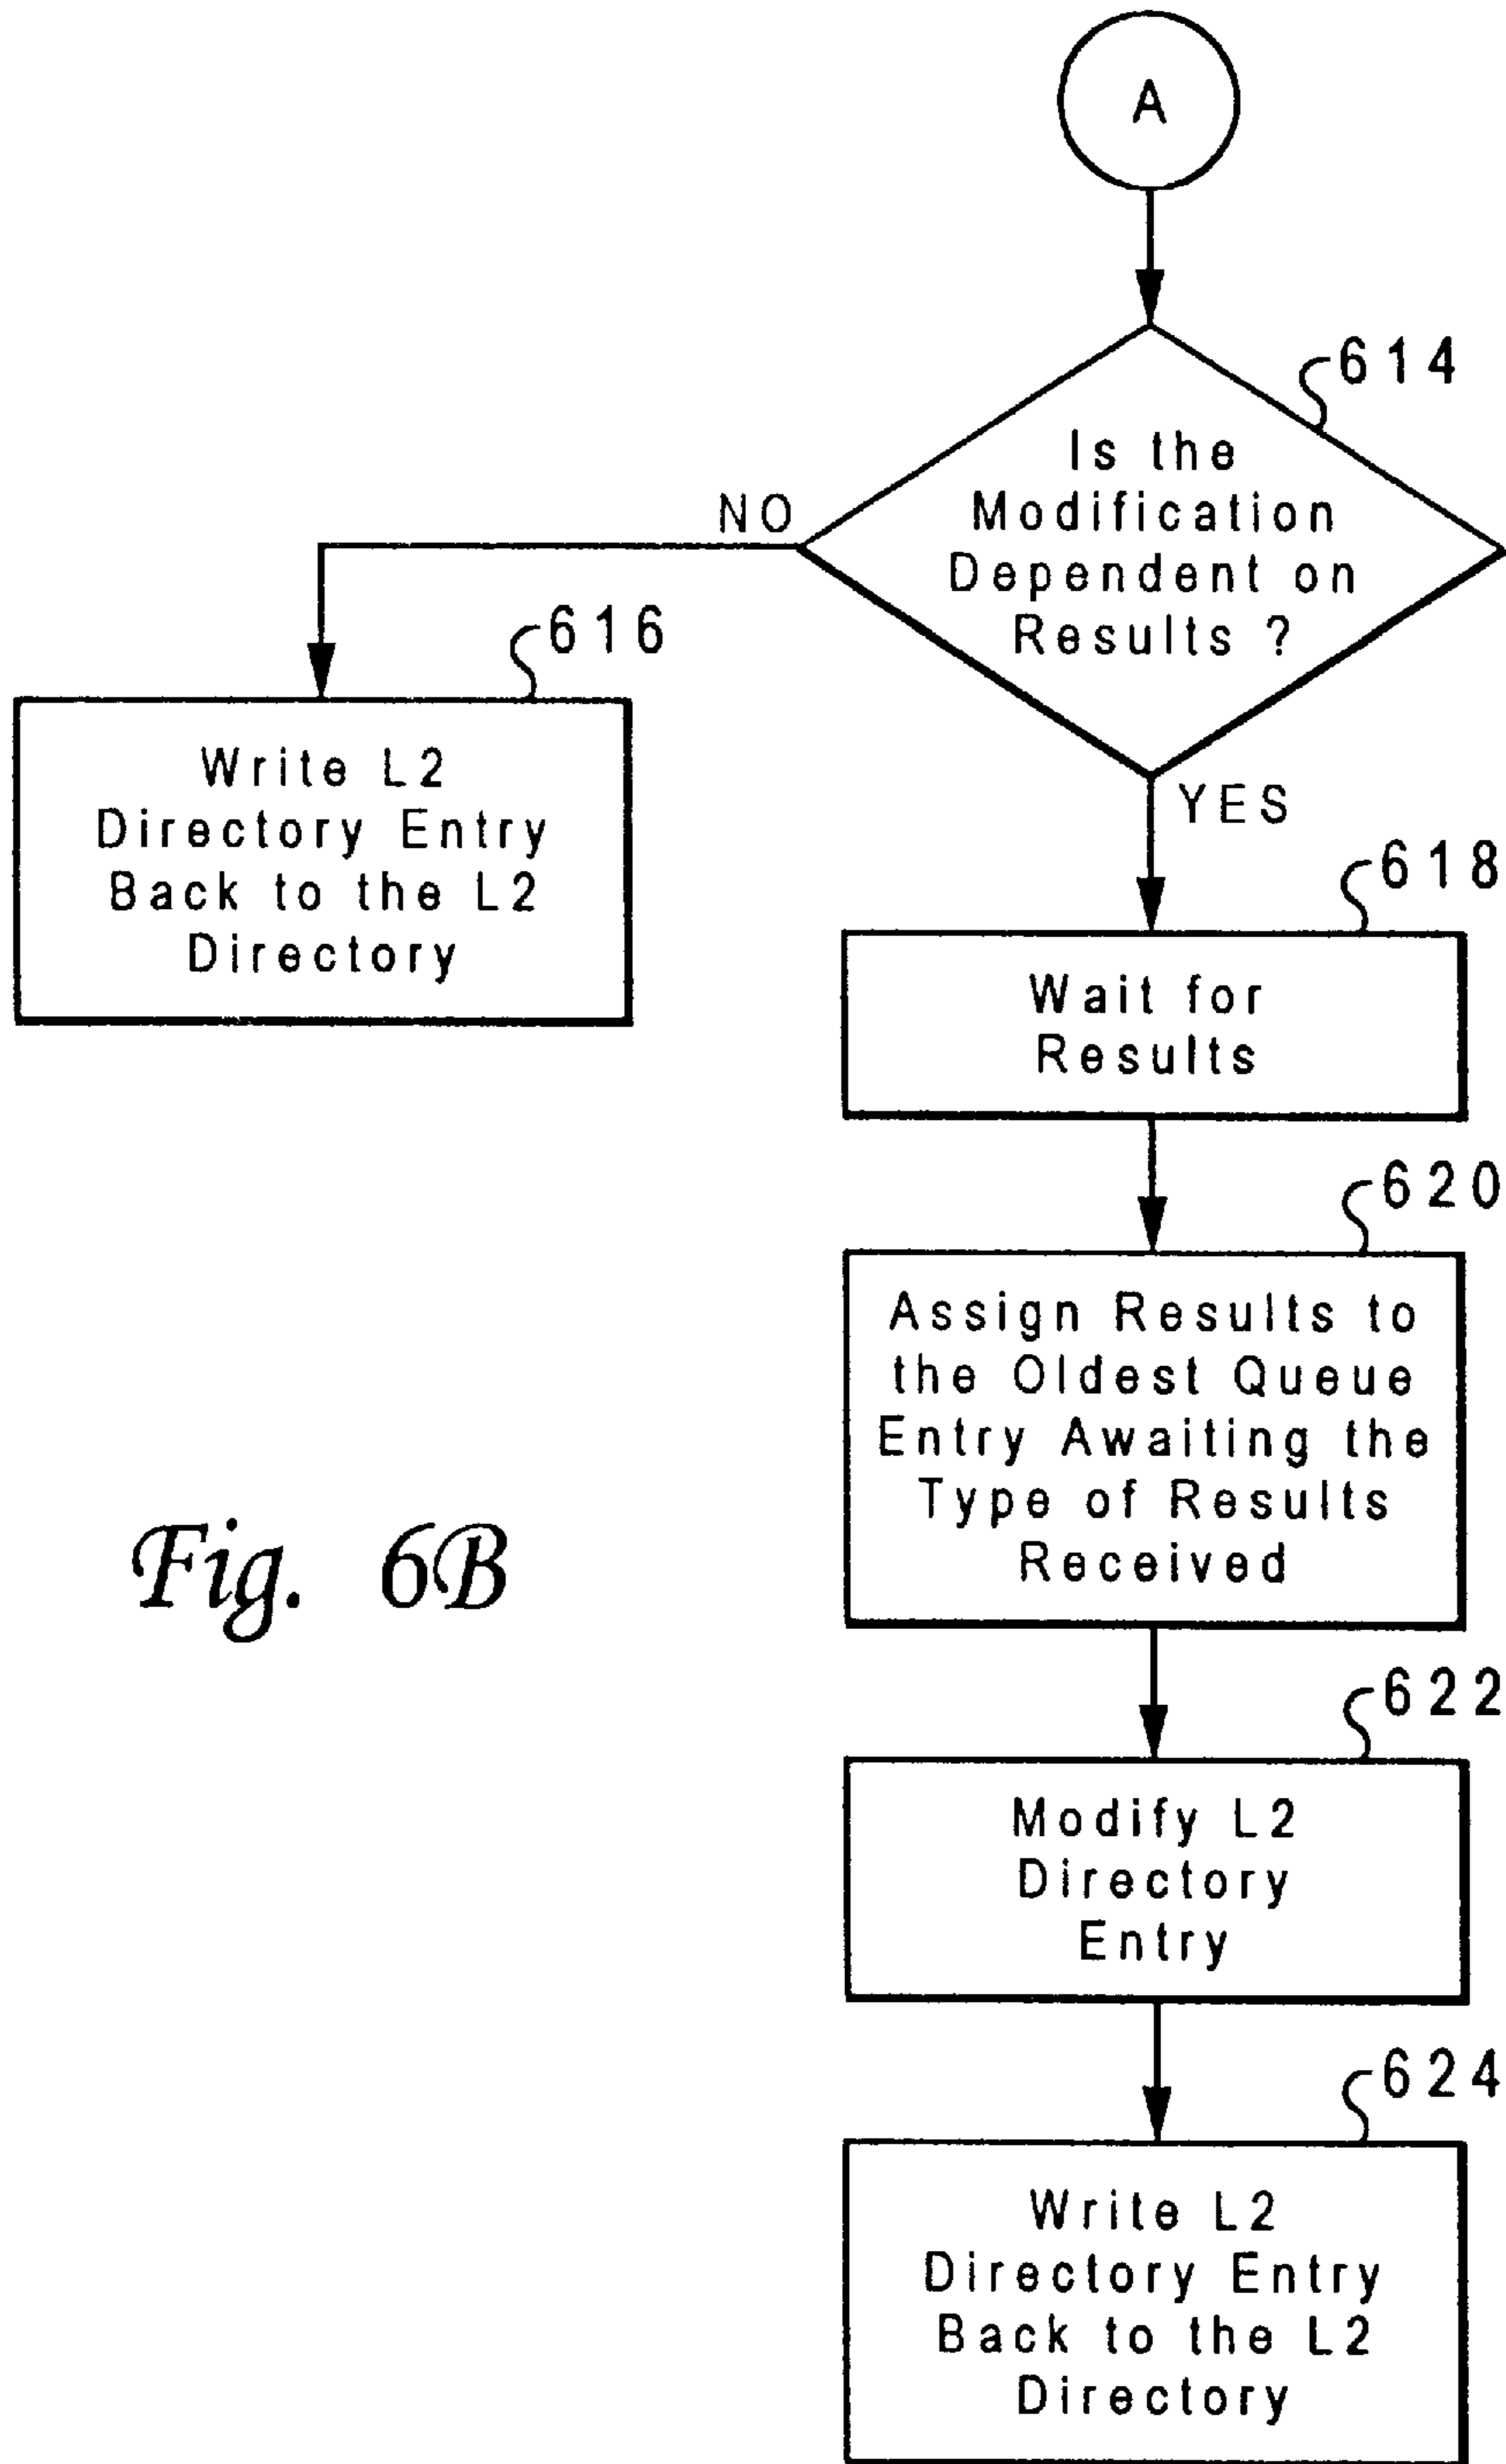 A
614
Is the
Modification
Dependent on
Results ?
NO
YES
616
Write L2
Directory Entry
Back to the L2
Directory
618
Wait for
Results
620
Assign Results to
the Oldest Queue
Entry Awaiting the
Type of Results
Received
622
Modify L2
Directory
Entry
624
Write L2
Directory Entry
Back to the L2
Directory
Fig. 6B